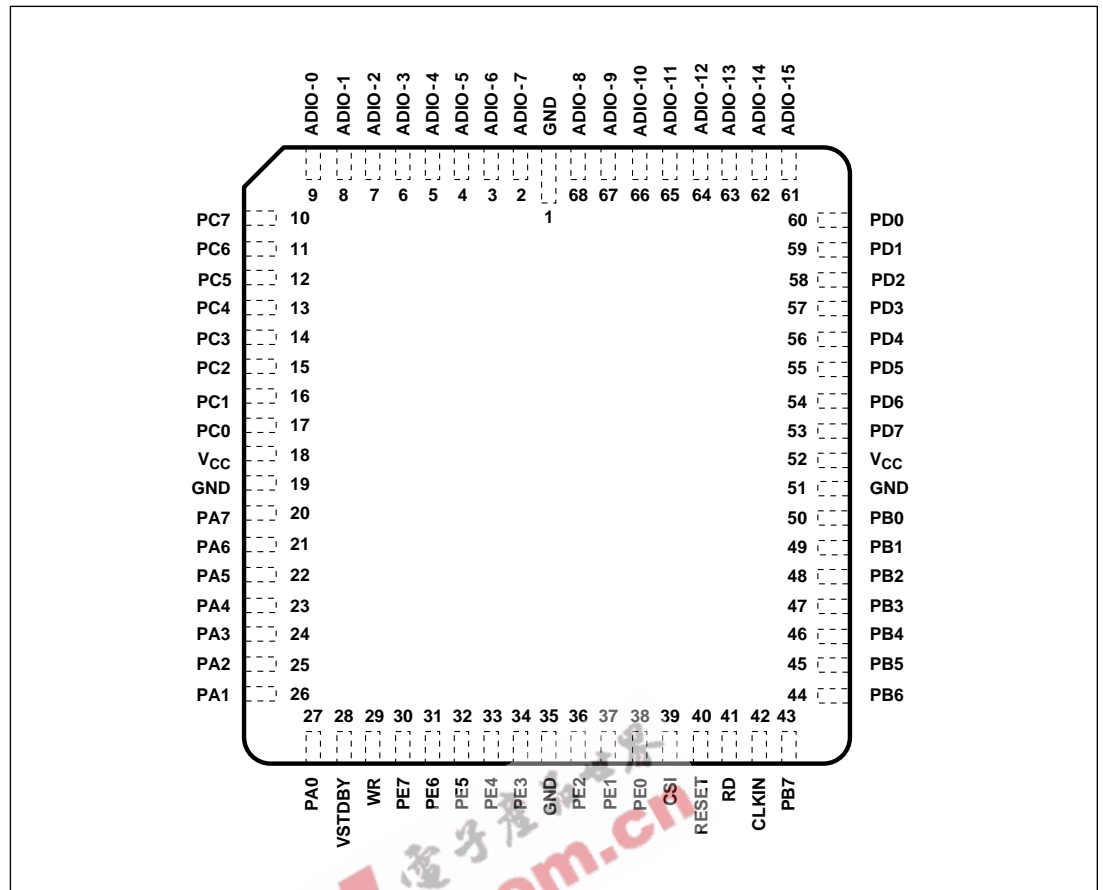 ADIO-0 ADIO-1 ADIO-2 ADIO-3 ADIO-4 ADIO-5 ADIO-6 ADIO-7 GND ADIO-8 ADIO-9 ADIO-10 ADIO-11 ADIO-12 ADIO-13 ADIO-14 ADIO-15
9 8 7 6 5 4 3 2 1 68 67 66 65 64 63 62 61
PC7 10 60 PD0
PC6 11 59 PD1
PC5 12 58 PD2
PC4 13 57 PD3
PC3 14 56 PD4
PC2 15 55 PD5
PC1 16 54 PD6
PC0 17 53 PD7
VCC 18 52 VCC
GND 19 51 GND
PA7 20 50 PB0
PA6 21 49 PB1
PA5 22 48 PB2
PA4 23 47 PB3
PA3 24 46 PB4
PA2 25 45 PB5
PA1 26 44 PB6
27 28 29 30 31 32 33 34 35 36 37 38 39 40 41 42 43
PA0 VSTDBY WR PE7 PE6 PE5 PE4 PE3 GND PE2 PE1 PE0 CSI RESET RD CLKIN PB7
電子產品世界
om.cn